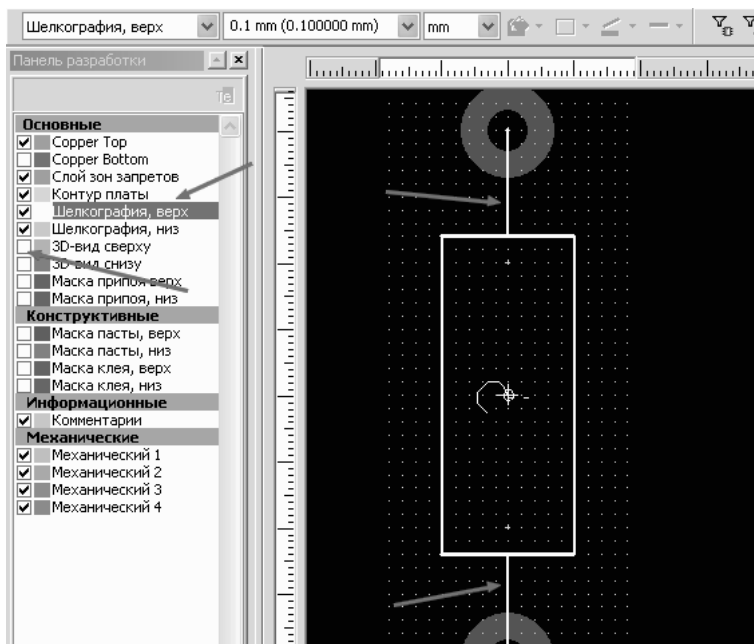 Шелкография, верх 0.1 mm (0.100000 mm) mm
Панель разработки
Основные
Copper Top
Copper Bottom
Слой зон запретов
Контур платы
Шелкография, верх
Шелкография, низ
3D-вид сверху
3D-вид снизу
Маска припоя верх
Маска припоя, низ
Конструктивные
Маска пасты, верх
Маска пасты, низ
Маска клея, верх
Маска клея, низ
Информационные
Комментарии
Механические
Механический 1
Механический 2
Механический 3
Механический 4